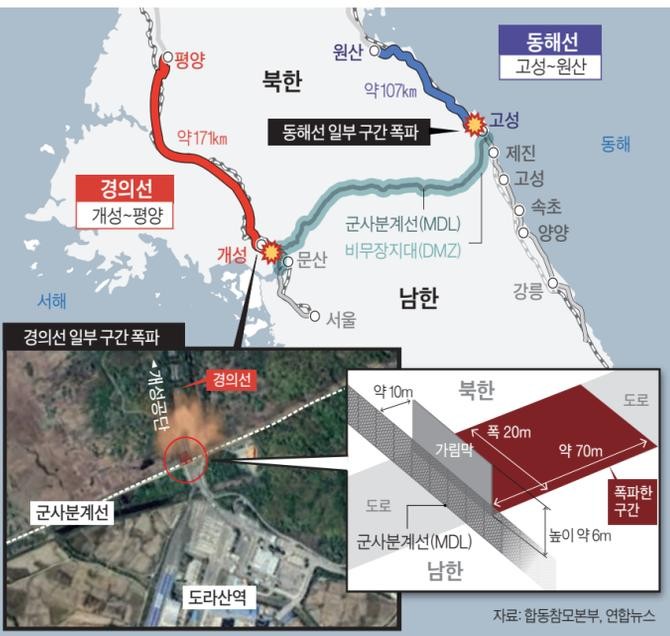 평양
원산
동해선
고성~원산
북한
약107km
고성
동해선 일부 구간 폭파
약171km
제진
동해
고성
경의선
개성~평양
속초
군사분계선(MDL)
양양
비무장지대(DMZ)
개성
문산
강릉
서해
남한
서울
경의선 일부 구간 폭파
◀개성공단
경의선
군사분계선
도라산역
약 10m
북한
도로
폭 20m
가림막
약 70m
폭파한
구간
도로
높이 약 6m
군사분계선(MDL)
남한
자료: 합동참모본부, 연합뉴스